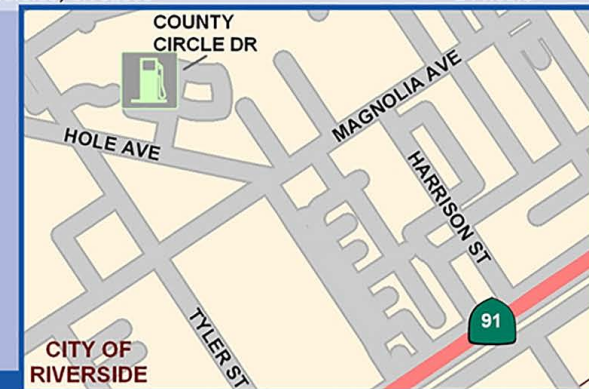 COUNTY
CIRCLE DR
MAGNOLIA AVE
HOLE AVE
HARRISON ST
91
TYLER ST
CITY OF
RIVERSIDE